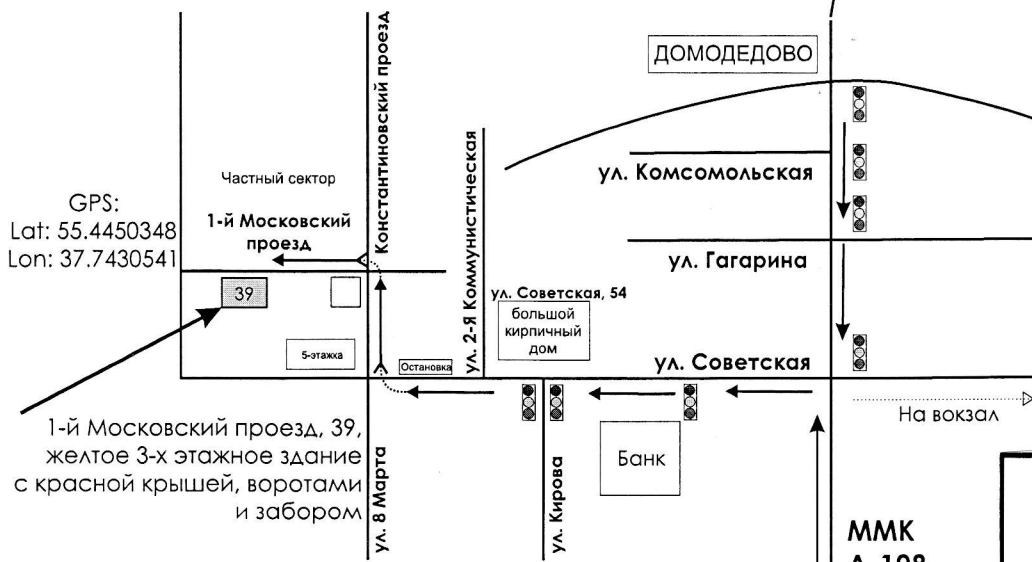 ДОМОДЕДОВО
Константиновский проезд
ул. 2-Я Коммунистическая
ул. Комсомольская
Частный сектор
GPS:
Lat: 55.4450348
Lon: 37.7430541
1-й Московский
проезд
ул. Гагарина
39
ул. Советская, 54
большой
кирпичный
дом
5-этажка
Остановка
ул. Советская
На вокзал
1-й Московский проезд, 39,
желтое 3-х этажное здание
с красной крышей, воротами
и забором
ул. 8 Марта
ул. Кирова
Банк
ММК